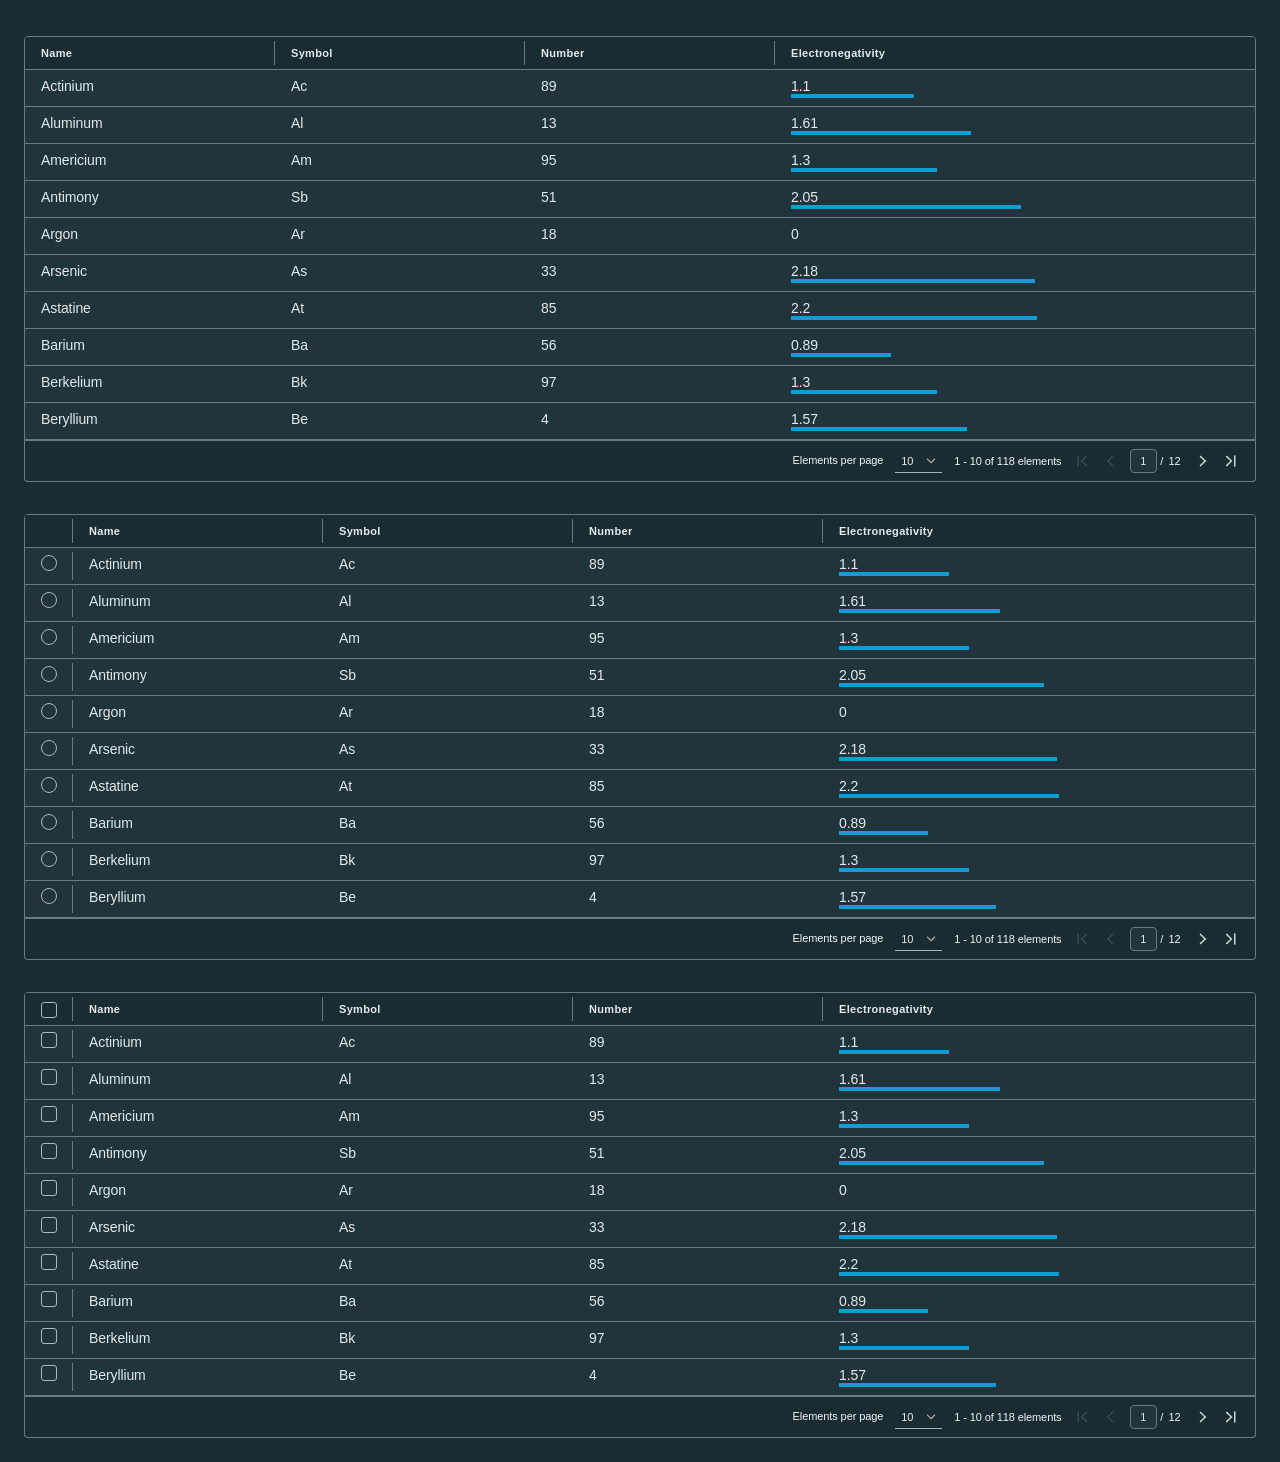 Name Symbol Number Electronegativity
Actinium Ac 89 1.1
Aluminum Al 13 1.61
Americium Am 95 1.3
Antimony Sb 51 2.05
Argon Ar 18 0
Arsenic As 33 2.18
Astatine At 85 2.2
Barium Ba 56 0.89
Berkelium Bk 97 1.3
Beryllium Be 4 1.57
Elements per page 10 1 - 10 of 118 elements 1 / 12
Name Symbol Number Electronegativity
Actinium Ac 89 1.1
Aluminum Al 13 1.61
Americium Am 95 1.3
Antimony Sb 51 2.05
Argon Ar 18 0
Arsenic As 33 2.18
Astatine At 85 2.2
Barium Ba 56 0.89
Berkelium Bk 97 1.3
Beryllium Be 4 1.57
Elements per page 10 1 - 10 of 118 elements 1 / 12
Name Symbol Number Electronegativity
Actinium Ac 89 1.1
Aluminum Al 13 1.61
Americium Am 95 1.3
Antimony Sb 51 2.05
Argon Ar 18 0
Arsenic As 33 2.18
Astatine At 85 2.2
Barium Ba 56 0.89
Berkelium Bk 97 1.3
Beryllium Be 4 1.57
Elements per page 10 1 - 10 of 118 elements 1 / 12